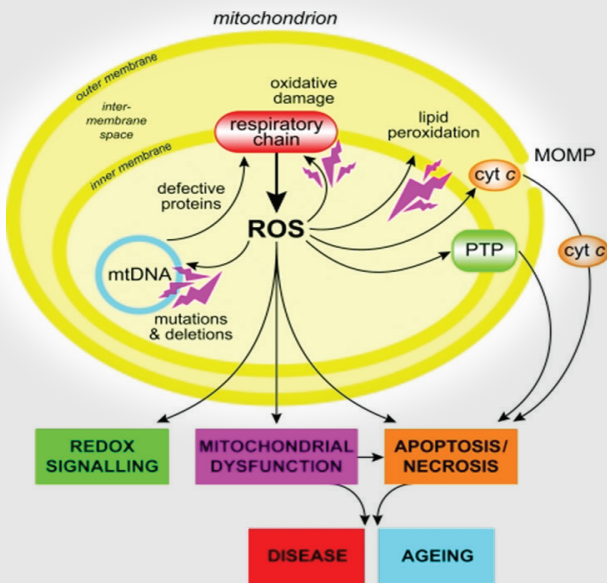 mitochondrion
outer membrane
inter-
membrane
space
inner membrane
oxidative
damage
respiratory
chain
lipid
peroxidation
MOMP
cyt c
defective
proteins
ROS
PTP
cyt c
mtDNA
mutations
& deletions
REDOX
SIGNALLING
MITOCHONDRIAL
DYSFUNCTION
APOPTOSIS/
NECROSIS
DISEASE
AGEING